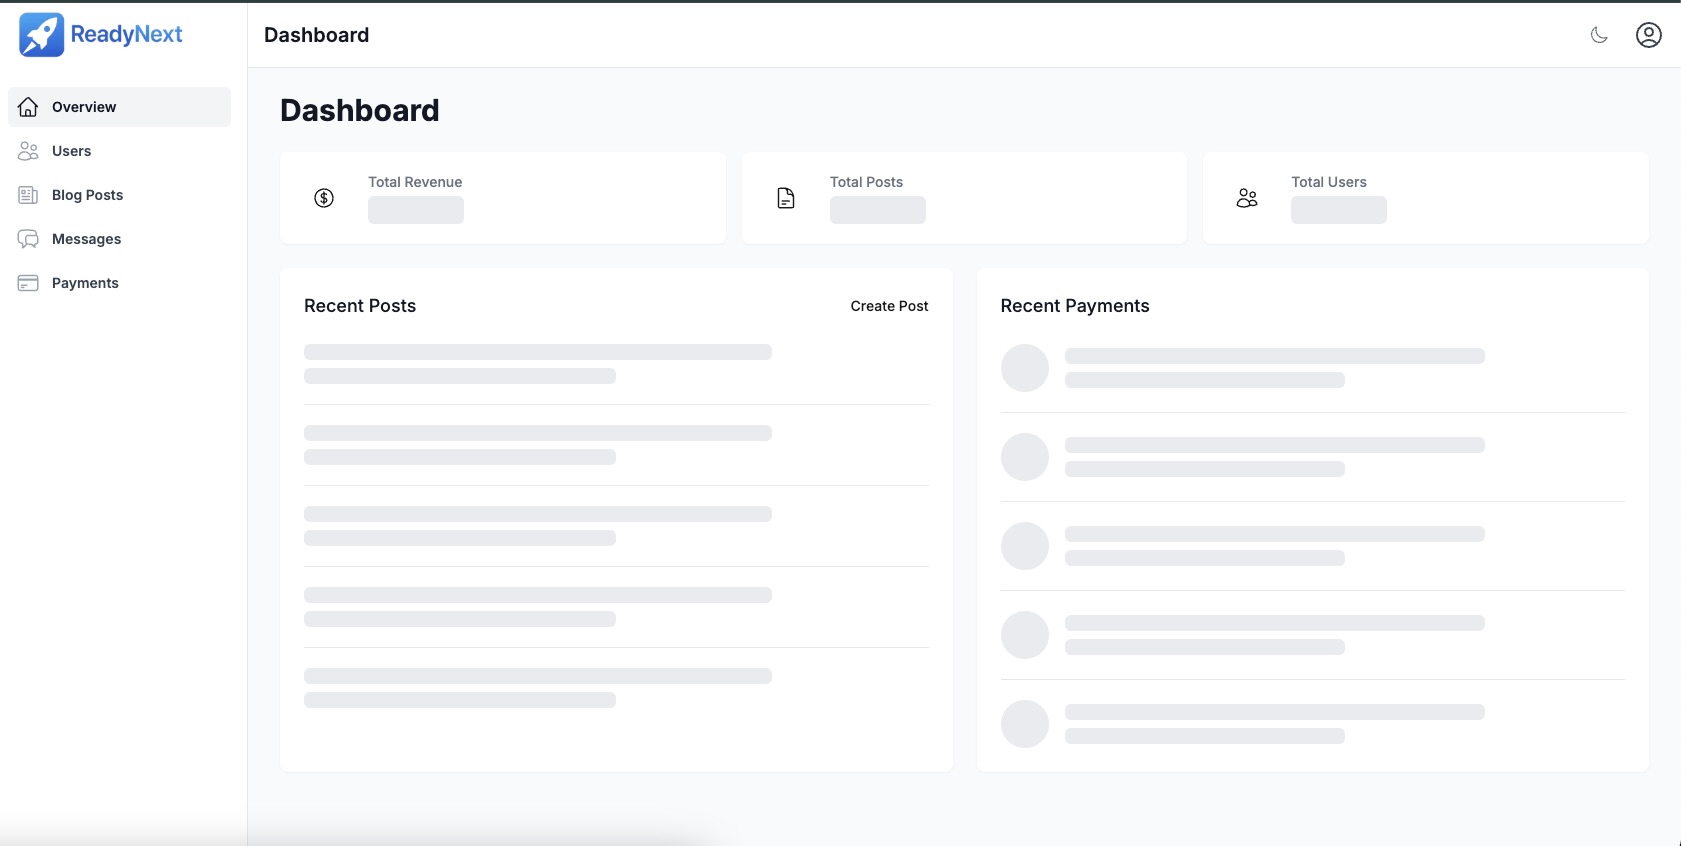 ReadyNext
Dashboard
Overview
Users
Blog Posts
Messages
Payments
Dashboard
Total Revenue
Total Posts
Total Users
Recent Posts
Create Post
Recent Payments